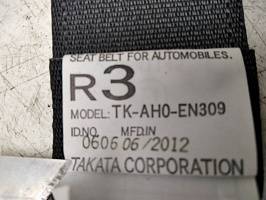 SEAT BELT FOR AUTOMOBILES.
R3
MODEL: TK-AH0-EN309
ID.NO. MFD.IN
0606 06/2012
TAKATA CORPORATION